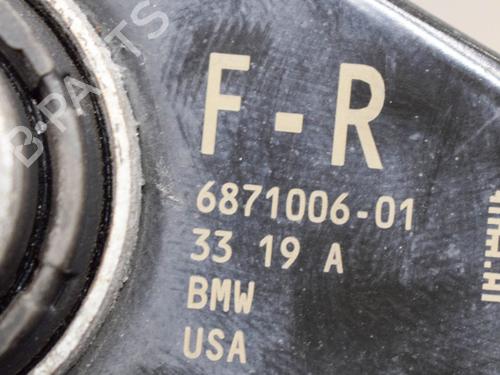 F - R
6871006-01
33 19 A
BMW
USA
B-PARTS